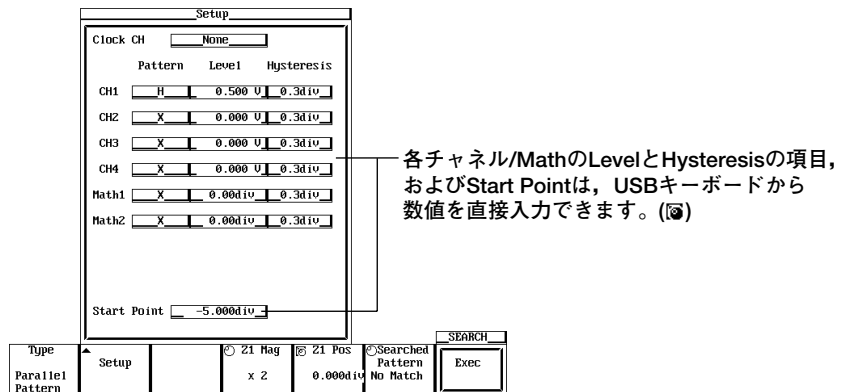 Setup
Clock CH None
Pattern Level Hysteresis
CH1 H 0.500 V 0.3div
CH2 X 0.000 V 0.3div
CH3 X 0.000 V 0.3div
CH4 X 0.000 V 0.3div
Math1 X 0.00div 0.3div
Math2 X 0.00div 0.3div
Start Point -5.000div
各チャネル/MathのLevelとHysteresisの項目,
およびStart Pointは，USBキーボードから
数値を直接入力できます。()
SEARCH
Type
Parallel
Pattern
Setup
Z1 Mag
x 2
Z1 Pos
0.000div
Searched
Pattern
No Match
Exec